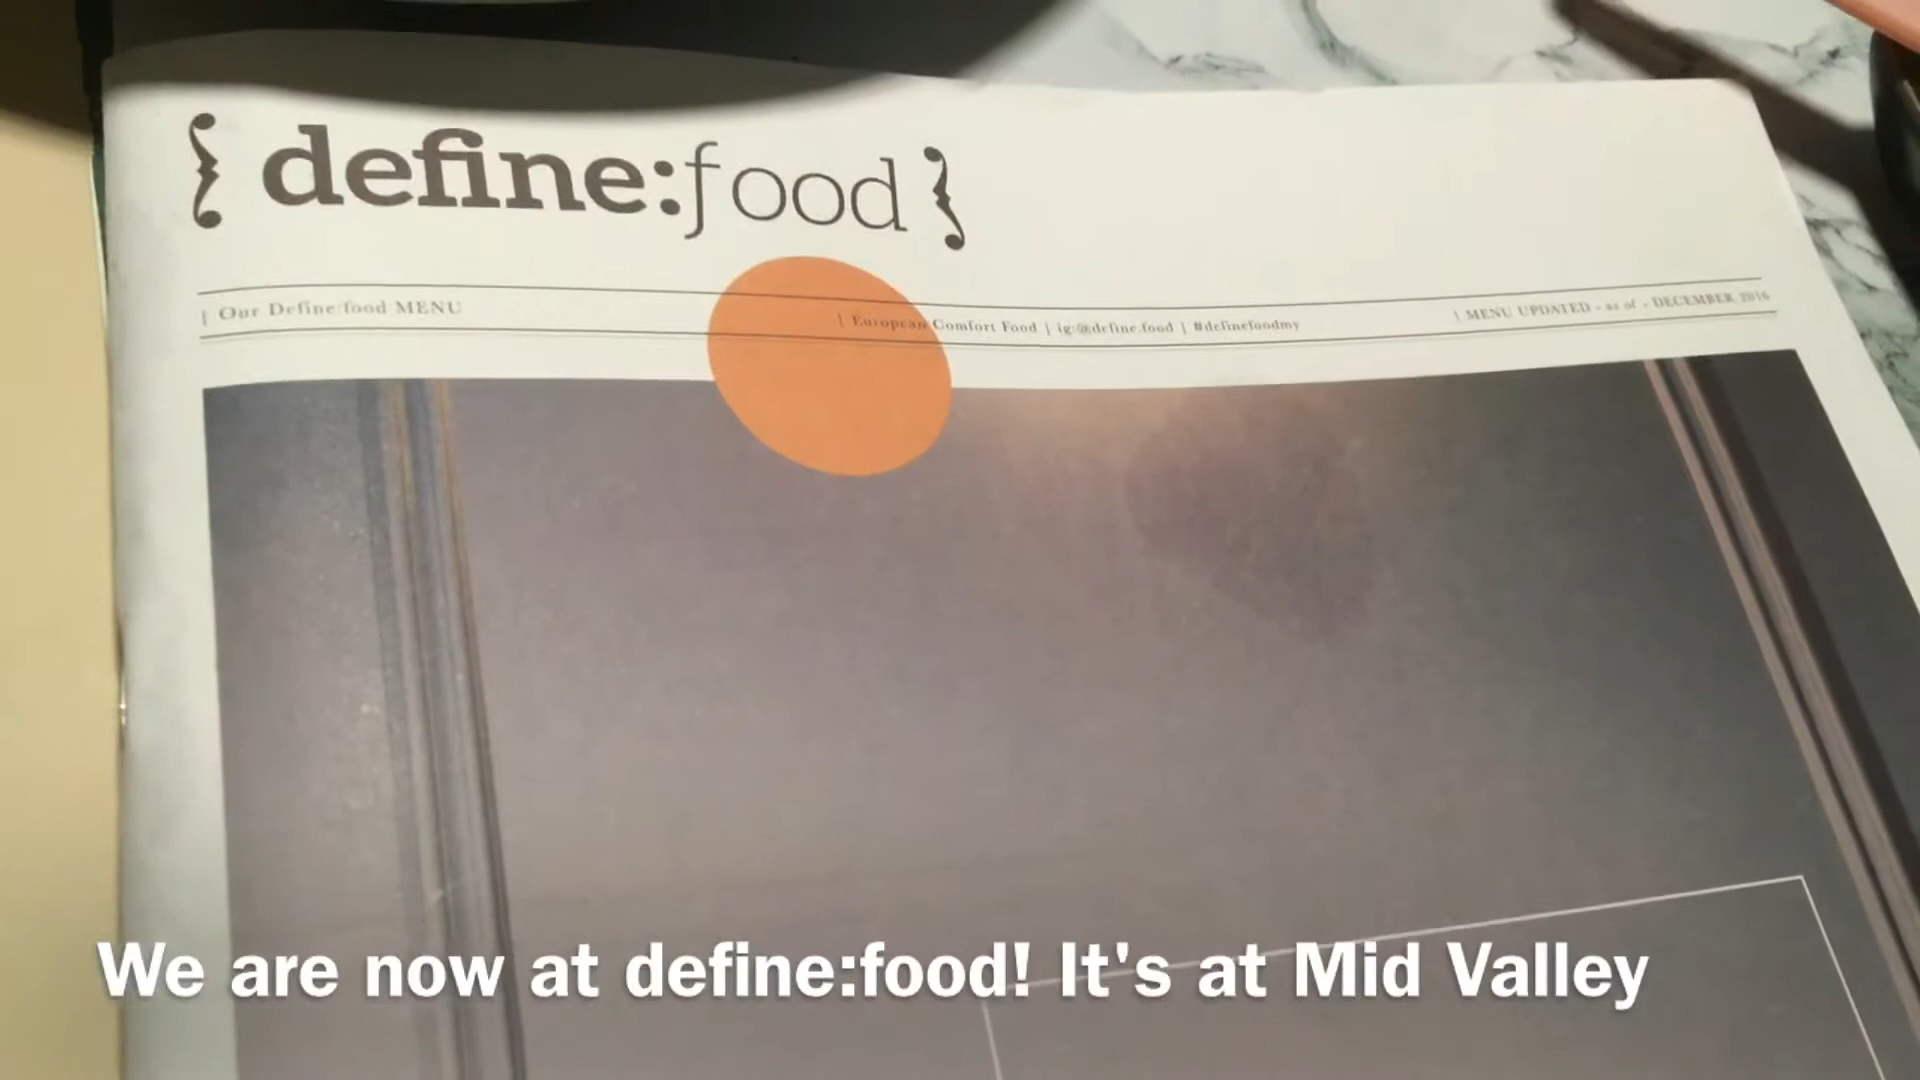 { define:food }
| Our Define:food MENU
| European Comfort Food | ig:@define.food | #definefoodmy
| MENU UPDATED - as of - DECEMBER 2016
We are now at define:food! It's at Mid Valley